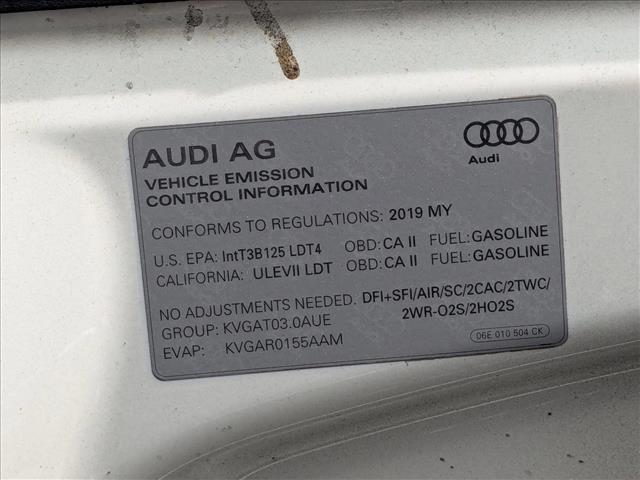 AUDI AG
Audi
VEHICLE EMISSION
CONTROL INFORMATION
CONFORMS TO REGULATIONS: 2019 MY
U.S. EPA: IntT3B125 LDT4 OBD: CA II FUEL: GASOLINE
CALIFORNIA: ULEVII LDT OBD: CA II FUEL: GASOLINE
NO ADJUSTMENTS NEEDED. DFI+SFI/AIR/SC/2CAC/2TWC/
GROUP: KVGAT03.0AUE 2WR-O2S/2HO2S
EVAP: KVGAR0155AAM
06E 010 504 CK